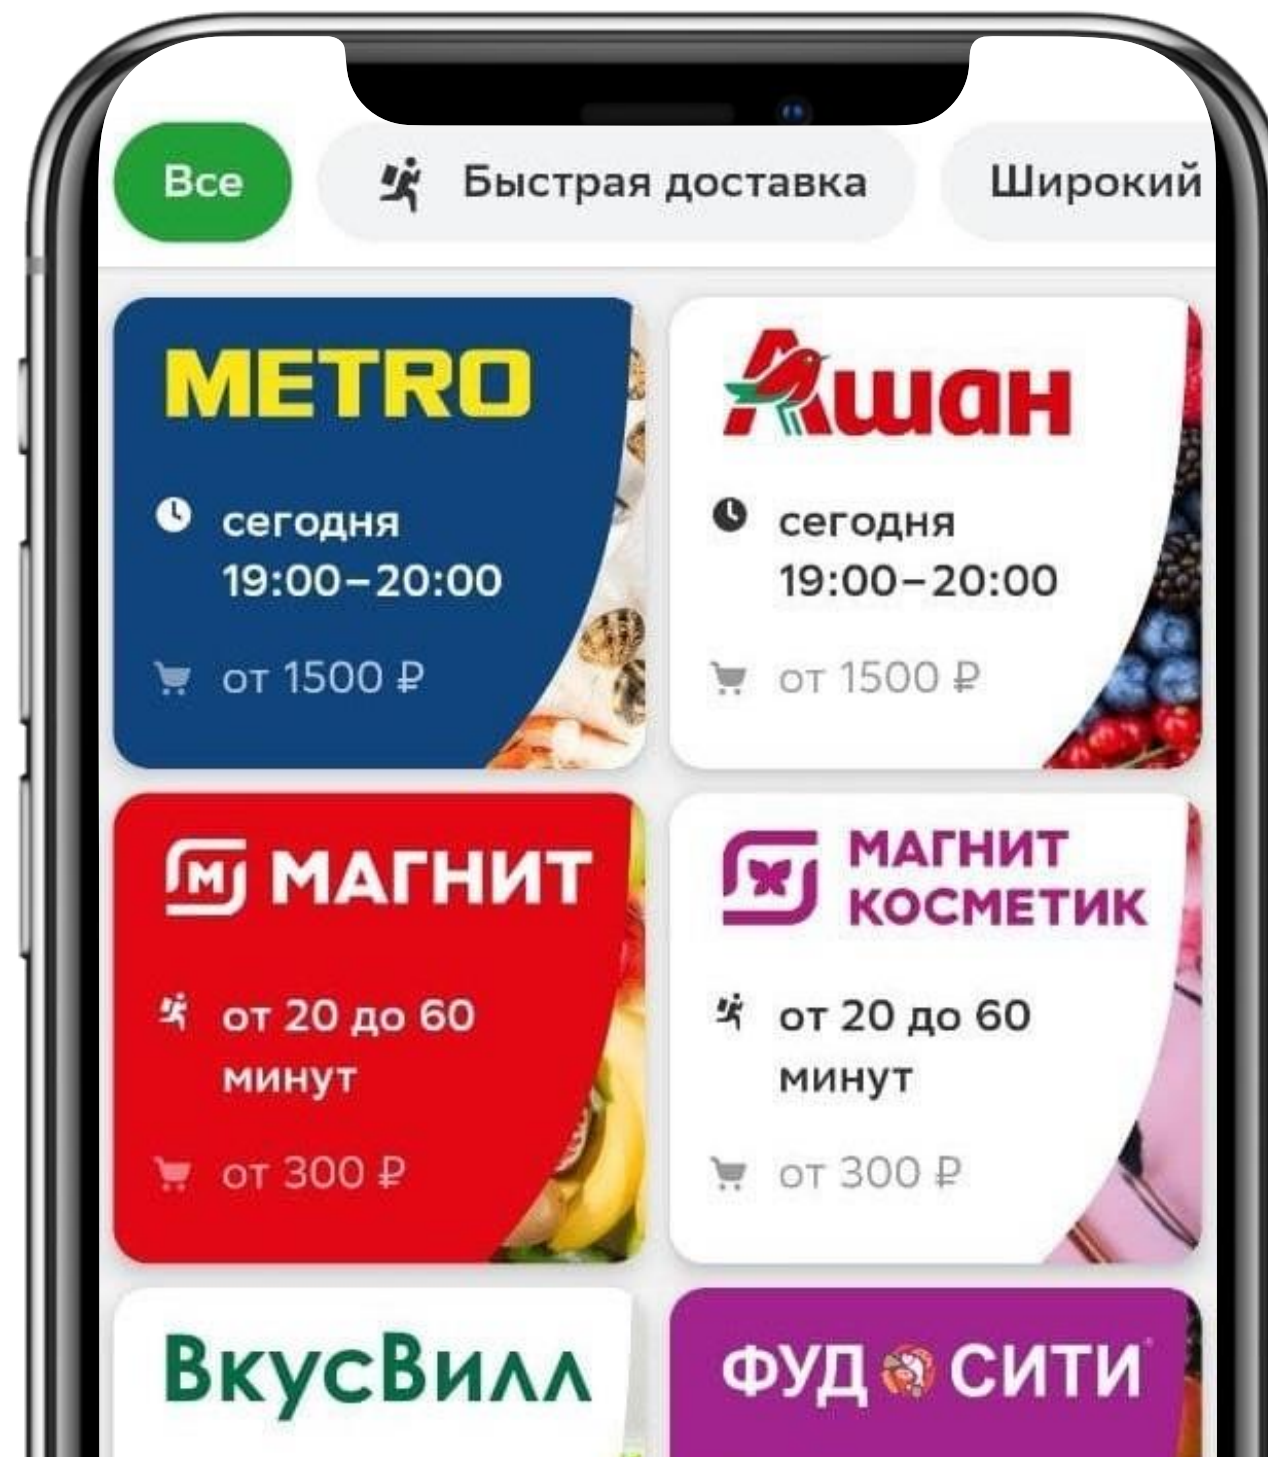 Все
Быстрая доставка
Широкий
METRO
сегодня
19:00–20:00
от 1500 ₽
Ашан
сегодня
19:00–20:00
от 1500 ₽
М МАГНИТ
от 20 до 60
минут
от 300 ₽
МАГНИТ
КОСМЕТИК
от 20 до 60
минут
от 300 ₽
ВкусВилл
ФУД СИТИ